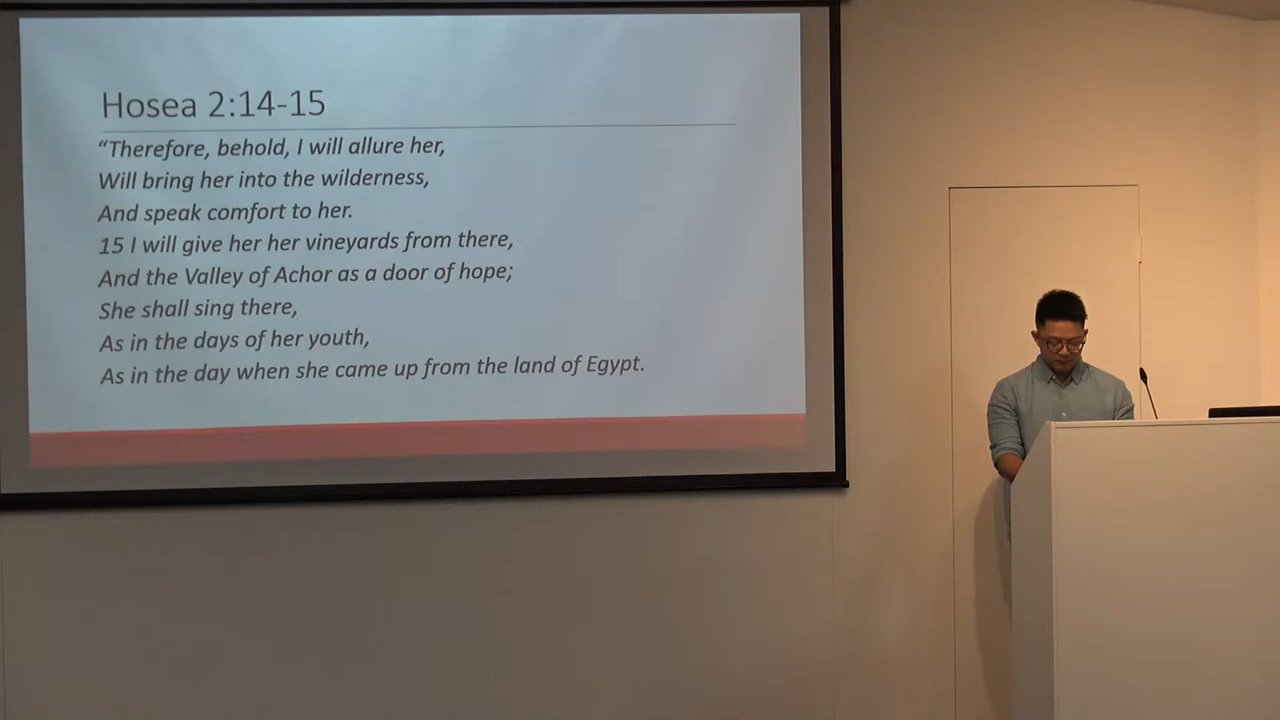 Hosea 2:14-15
“Therefore, behold, I will allure her,
Will bring her into the wilderness,
And speak comfort to her.
15 I will give her her vineyards from there,
And the Valley of Achor as a door of hope;
She shall sing there,
As in the days of her youth,
As in the day when she came up from the land of Egypt.